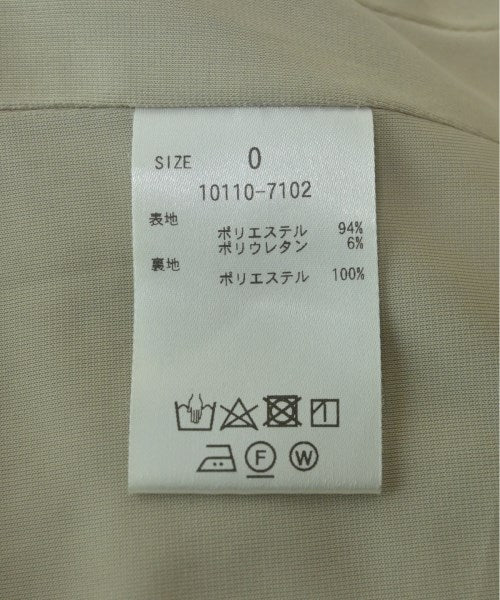 SIZE 0
10110-7102
表地
ポリエステル 94%
ポリウレタン 6%
裏地
ポリエステル 100%
F W